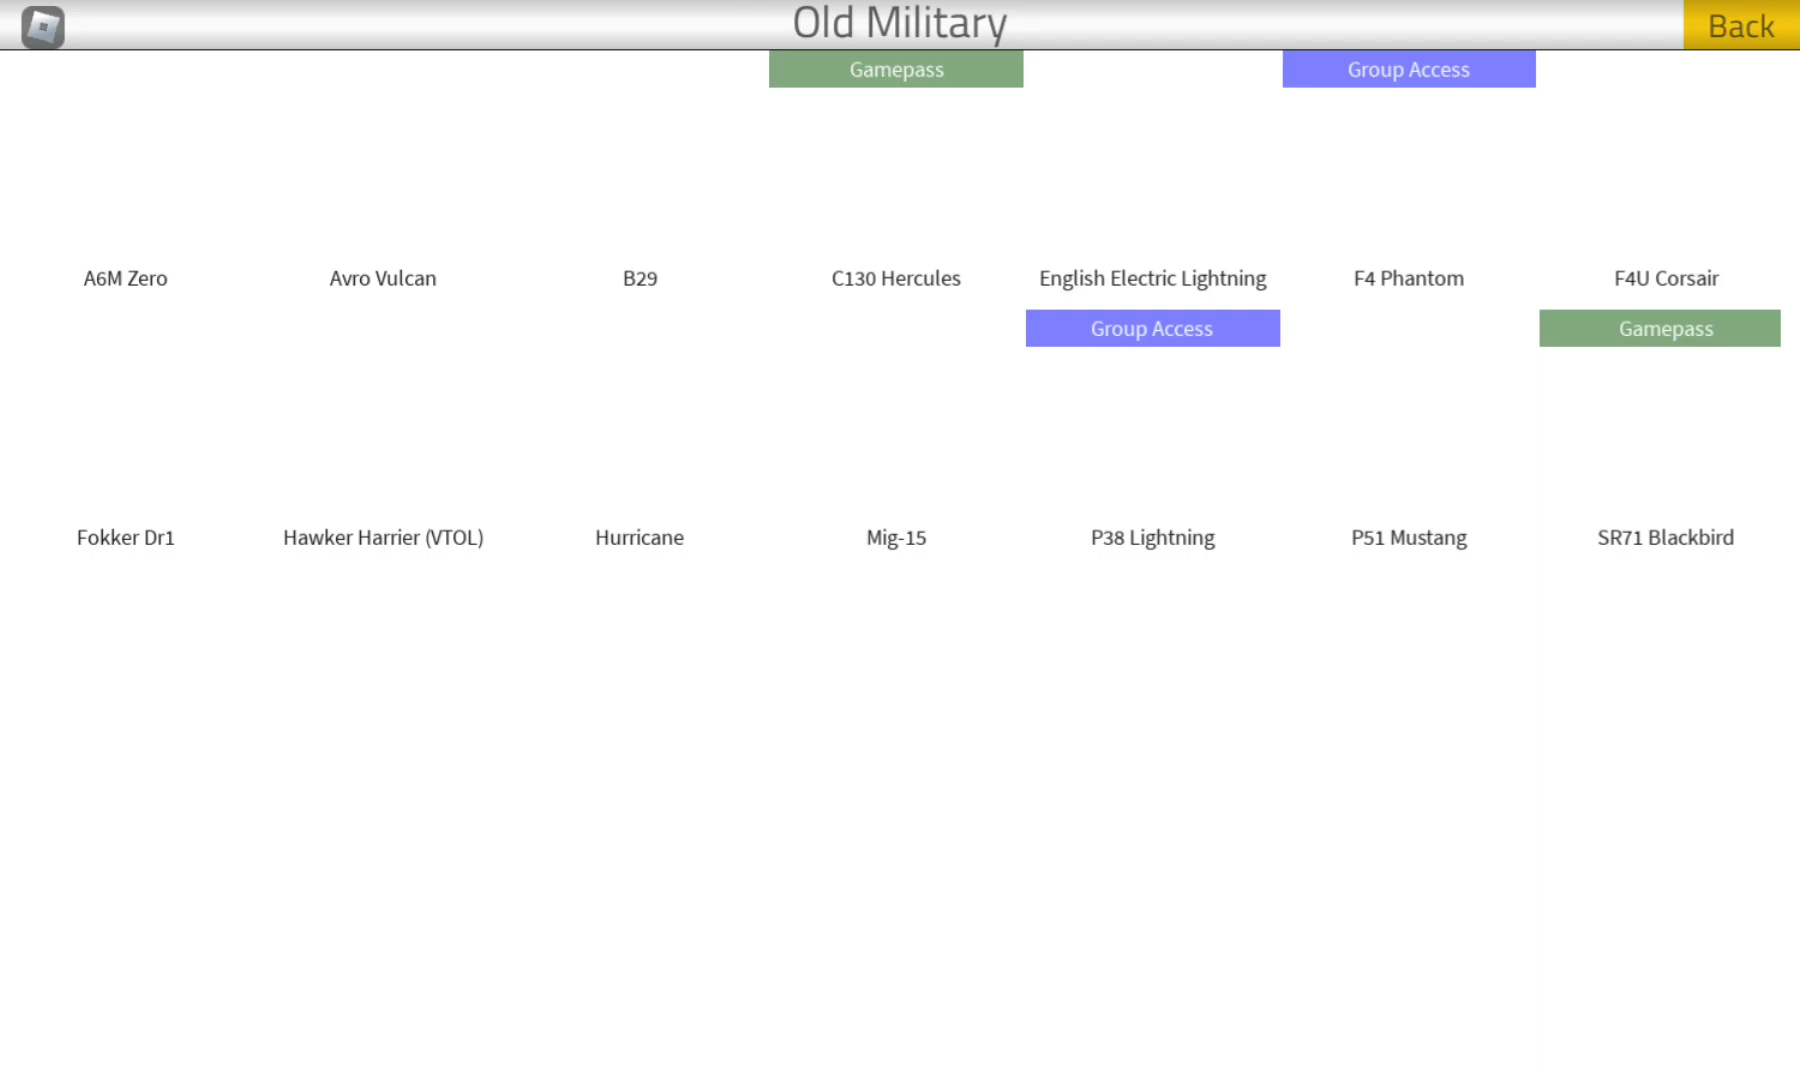 Old Military
Back
Gamepass
Group Access
A6M Zero
Avro Vulcan
B29
C130 Hercules
English Electric Lightning
F4 Phantom
F4U Corsair
Group Access
Gamepass
Fokker Dr1
Hawker Harrier (VTOL)
Hurricane
Mig-15
P38 Lightning
P51 Mustang
SR71 Blackbird